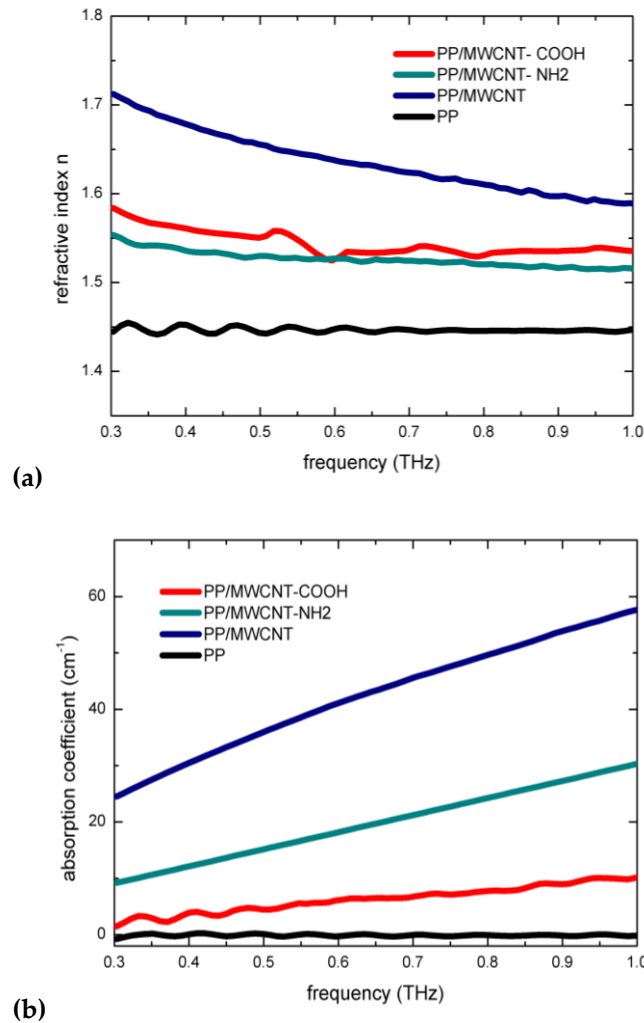 1.8
PP/MWCNT- COOH
PP/MWCNT- NH2
1.7
PP/MWCNT
PP
refractive index n
1.6
1.5
1.4
0.3 0.4 0.5 0.6 0.7 0.8 0.9 1.0
frequency (THz)
(a)
60
PP/MWCNT-COOH
PP/MWCNT-NH2
PP/MWCNT
PP
absorption coefficient (cm⁻¹)
40
20
0
0.3 0.4 0.5 0.6 0.7 0.8 0.9 1.0
frequency (THz)
(b)